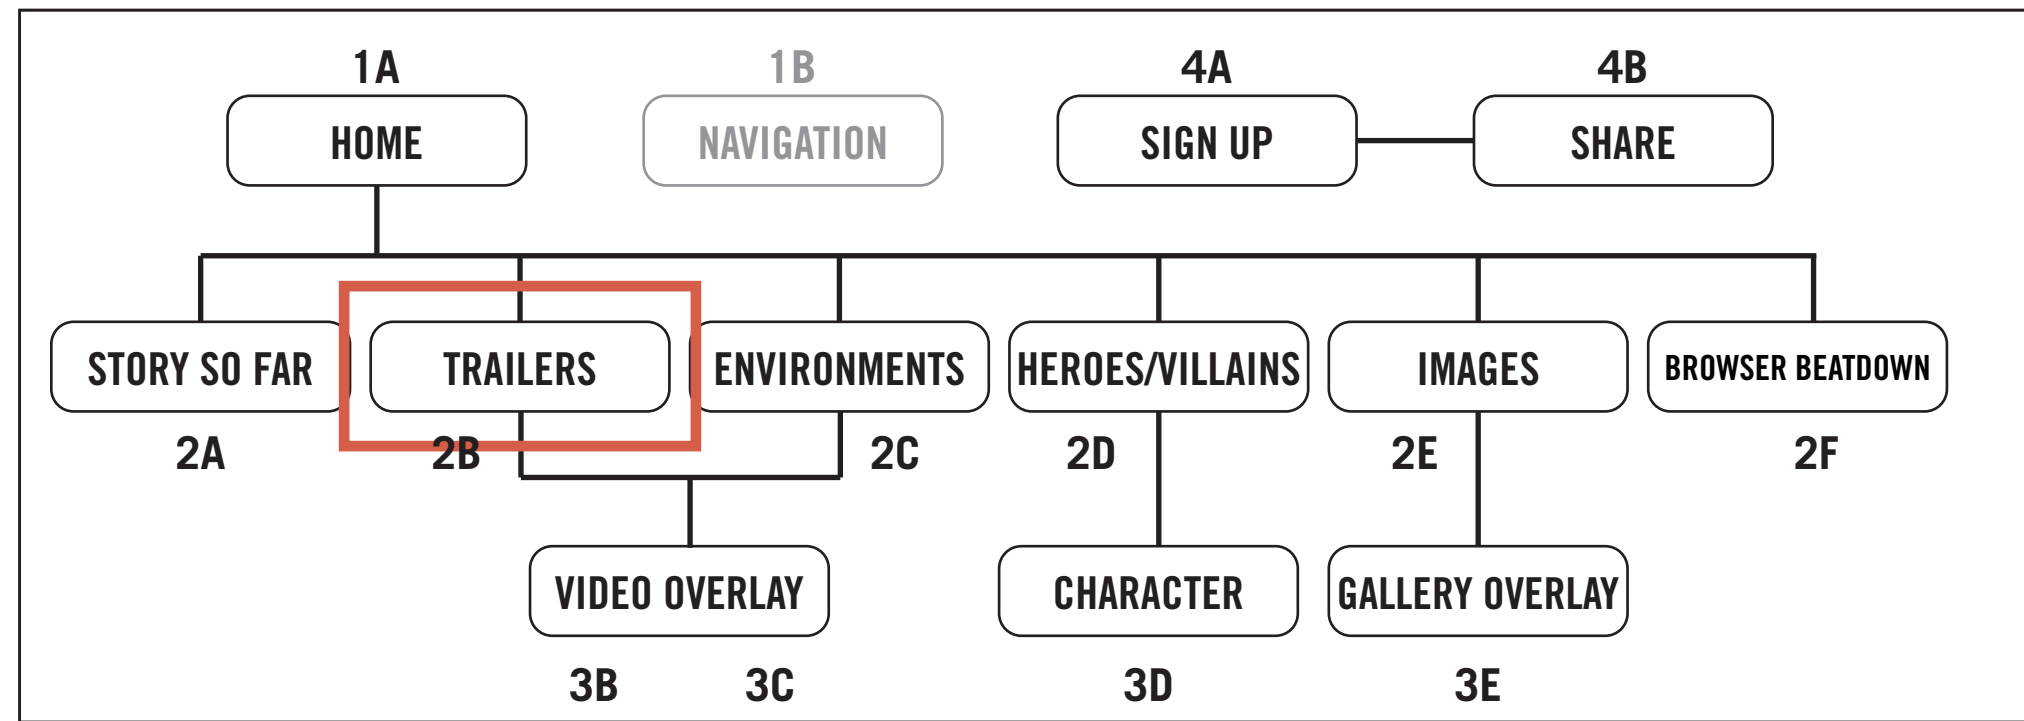 1A 1B 4A 4B
HOME NAVIGATION SIGN UP SHARE
STORY SO FAR TRAILERS ENVIRONMENTS HEROES/VILLAINS IMAGES BROWSER BEATDOWN
2A 2B 2C 2D 2E 2F
VIDEO OVERLAY CHARACTER GALLERY OVERLAY
3B 3C 3D 3E